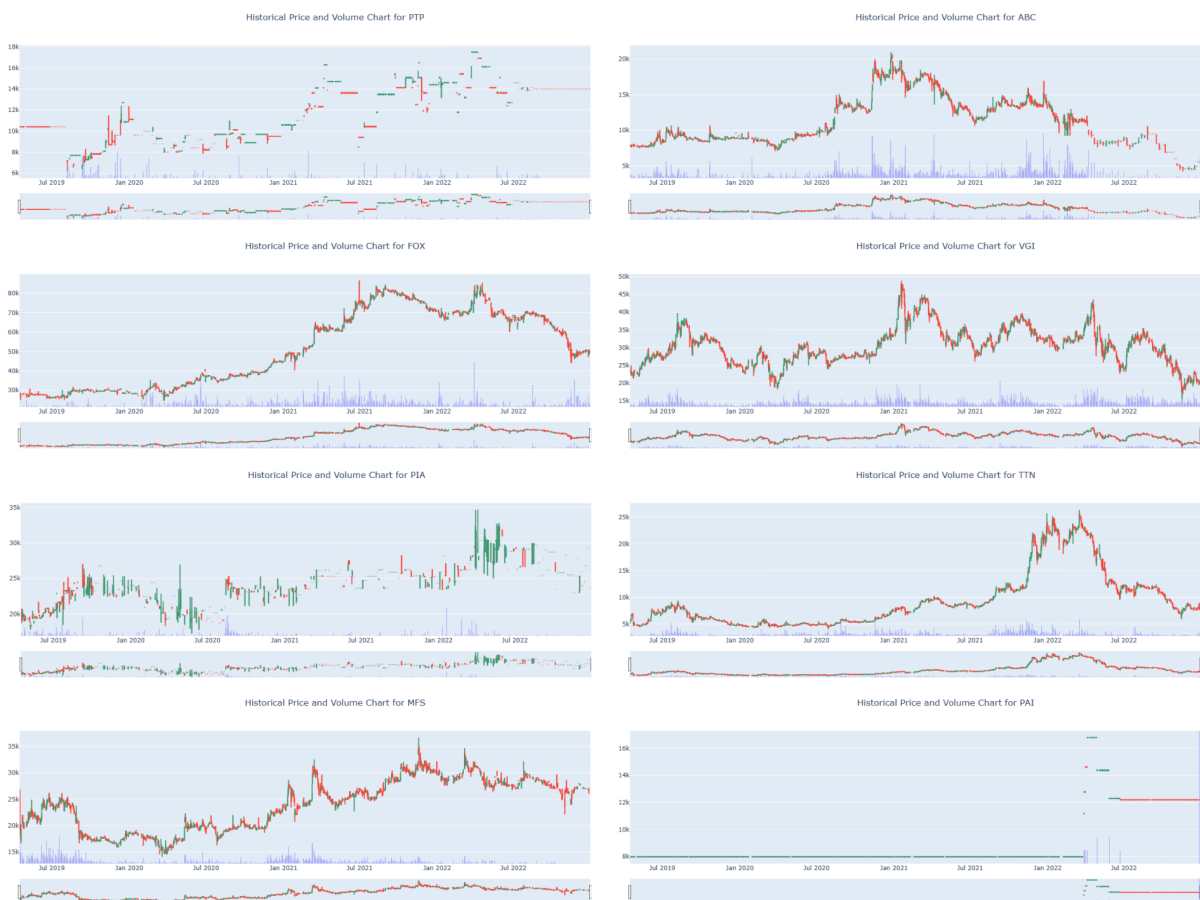 Historical Price and Volume Chart for PTP
18k
16k
14k
12k
10k
8k
6k
Jul 2019 Jan 2020 Jul 2020 Jan 2021 Jul 2021 Jan 2022 Jul 2022
Historical Price and Volume Chart for ABC
20k
15k
10k
5k
Jul 2019 Jan 2020 Jul 2020 Jan 2021 Jul 2021 Jan 2022 Jul 2022
Historical Price and Volume Chart for FOX
80k
70k
60k
50k
40k
30k
Jul 2019 Jan 2020 Jul 2020 Jan 2021 Jul 2021 Jan 2022 Jul 2022
Historical Price and Volume Chart for VGI
50k
45k
40k
35k
30k
25k
20k
15k
Jul 2019 Jan 2020 Jul 2020 Jan 2021 Jul 2021 Jan 2022 Jul 2022
Historical Price and Volume Chart for PIA
35k
30k
25k
20k
Jul 2019 Jan 2020 Jul 2020 Jan 2021 Jul 2021 Jan 2022 Jul 2022
Historical Price and Volume Chart for TTN
25k
20k
15k
10k
5k
Jul 2019 Jan 2020 Jul 2020 Jan 2021 Jul 2021 Jan 2022 Jul 2022
Historical Price and Volume Chart for MFS
35k
30k
25k
20k
15k
Jul 2019 Jan 2020 Jul 2020 Jan 2021 Jul 2021 Jan 2022 Jul 2022
Historical Price and Volume Chart for PAI
16k
14k
12k
10k
8k
Jul 2019 Jan 2020 Jul 2020 Jan 2021 Jul 2021 Jan 2022 Jul 2022